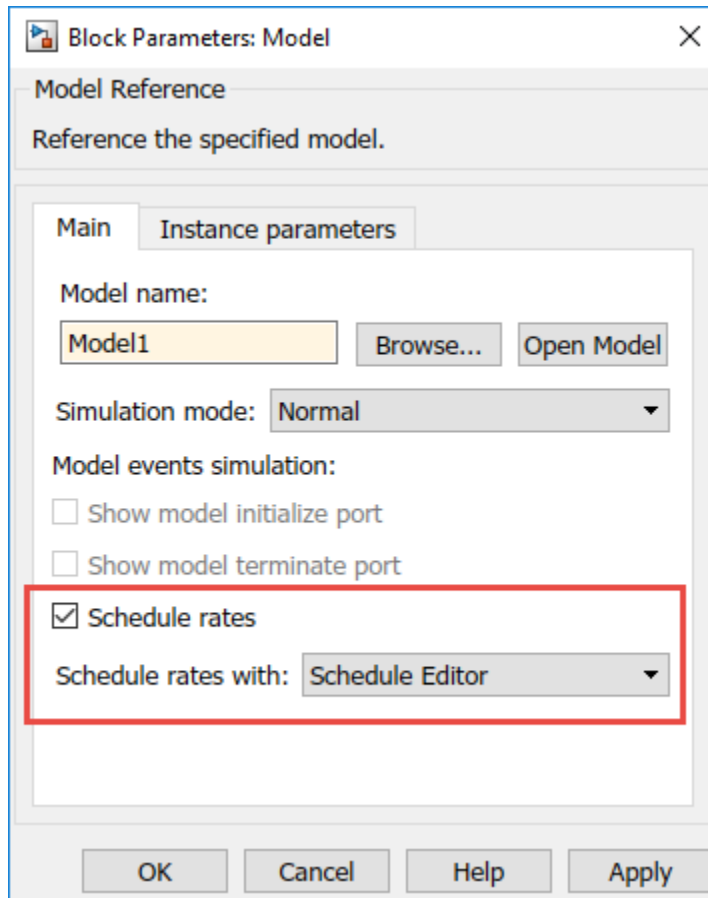 Block Parameters: Model
Model Reference
Reference the specified model.
Main Instance parameters
Model name:
Model1 Browse... Open Model
Simulation mode: Normal
Model events simulation:
Show model initialize port
Show model terminate port
Schedule rates
Schedule rates with: Schedule Editor
OK Cancel Help Apply